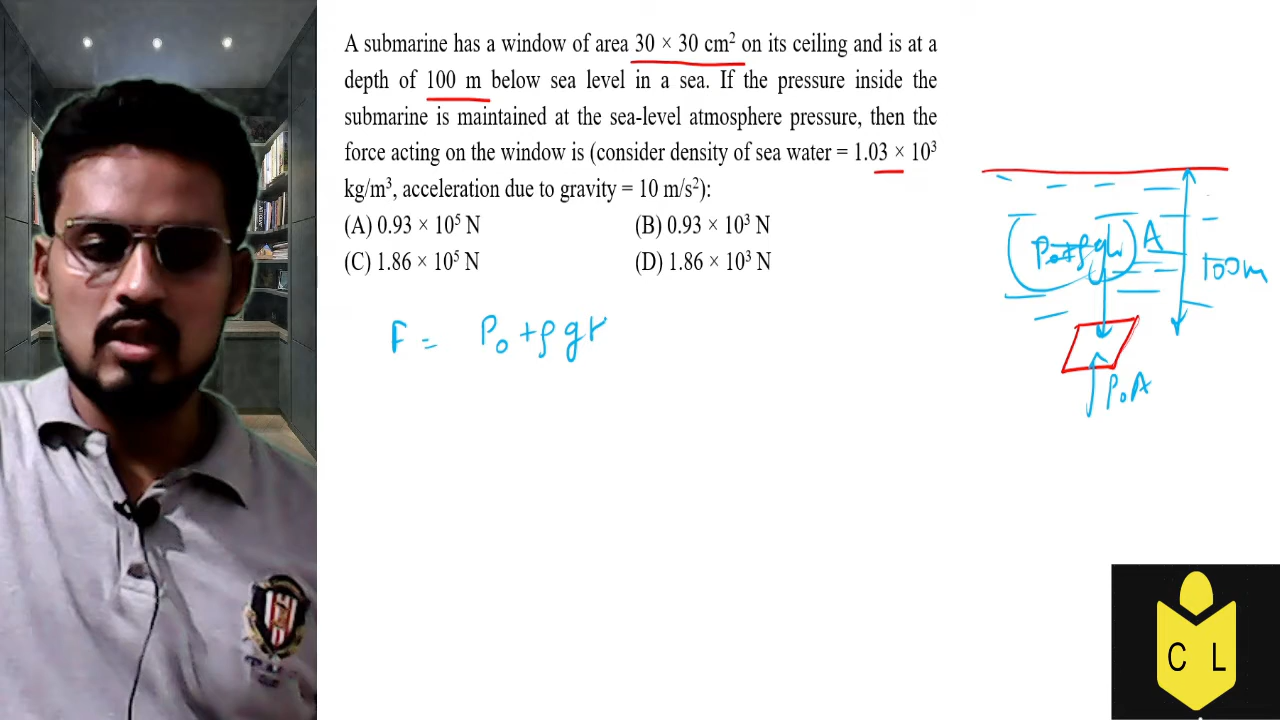 A submarine has a window of area 30 × 30 cm² on its ceiling and is at a
depth of 100 m below sea level in a sea. If the pressure inside the
submarine is maintained at the sea-level atmosphere pressure, then the
force acting on the window is (consider density of sea water = 1.03 × 10³
kg/m³, acceleration due to gravity = 10 m/s²):
(A) 0.93 × 10⁵ N (B) 0.93 × 10³ N
(C) 1.86 × 10⁵ N (D) 1.86 × 10³ N
F = P₀ + ρg
(P₀+ρgh) A
100m
P₀A
C L